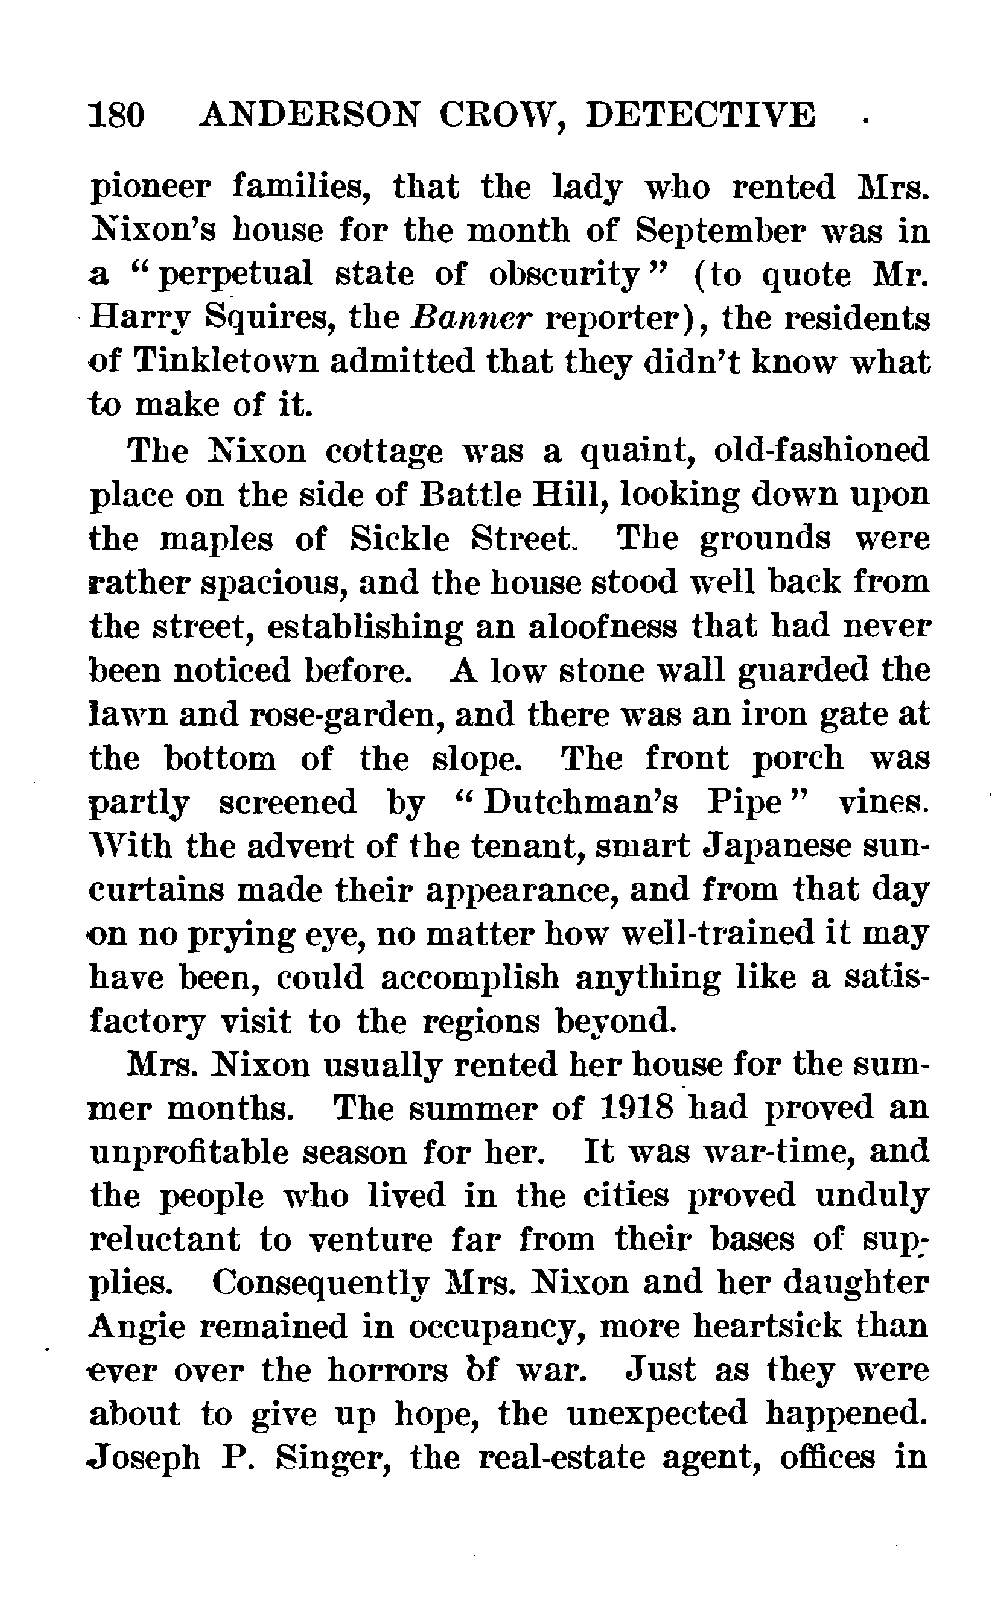 180 ANDERSON CROW, DETECTIVE
pioneer families, that the lady who rented Mrs.
Nixon's house for the month of September was in
a "perpetual state of obscurity" (to quote Mr.
Harry Squires, the Banner reporter), the residents
of Tinkletown admitted that they didn't know what
to make of it.
The Nixon cottage was a quaint, old-fashioned
place on the side of Battle Hill, looking down upon
the maples of Sickle Street. The grounds were
rather spacious, and the house stood well back from
the street, establishing an aloofness that had never
been noticed before. A low stone wall guarded the
lawn and rose-garden, and there was an iron gate at
the bottom of the slope. The front porch was
partly screened by "Dutchman's Pipe" vines.
With the advent of the tenant, smart Japanese sun-
curtains made their appearance, and from that day
on no prying eye, no matter how well-trained it may
have been, could accomplish anything like a satis-
factory visit to the regions beyond.
Mrs. Nixon usually rented her house for the sum-
mer months. The summer of 1918 had proved an
unprofitable season for her. It was war-time, and
the people who lived in the cities proved unduly
reluctant to venture far from their bases of sup-
plies. Consequently Mrs. Nixon and her daughter
Angie remained in occupancy, more heartsick than
ever over the horrors of war. Just as they were
about to give up hope, the unexpected happened.
Joseph P. Singer, the real-estate agent, offices in